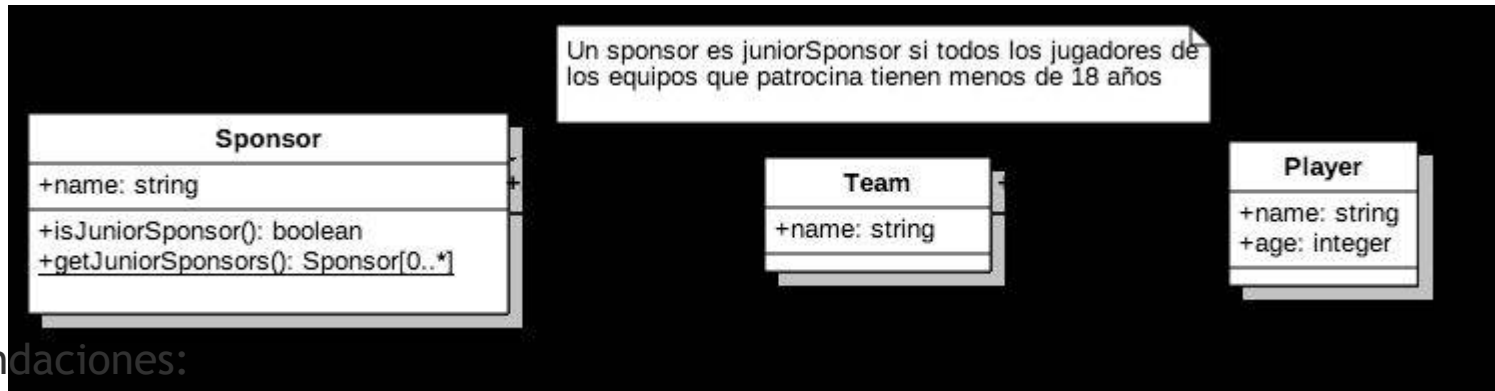 Un sponsor es juniorSponsor si todos los jugadores de
los equipos que patrocina tienen menos de 18 años
Sponsor
+name: string
+isJuniorSponsor(): boolean
+getJuniorSponsors(): Sponsor[0..*]
Team
+name: string
Player
+name: string
+age: integer
ndaciones: